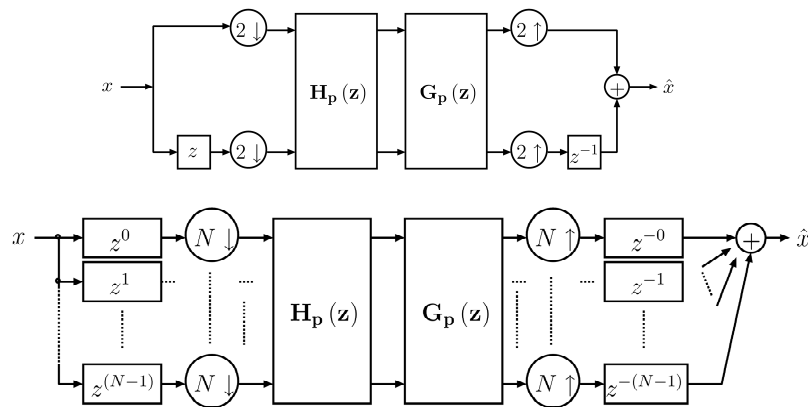 2 ↓ 2 ↑
x H_p (z) G_p (z) + x̂
z 2 ↓ 2 ↑ z^{-1}
x z^0 N ↓ N ↑ z^{-0} + x̂
z^1 z^{-1}
H_p (z) G_p (z)
z^{(N-1)} N ↓ N ↑ z^{-(N-1)}